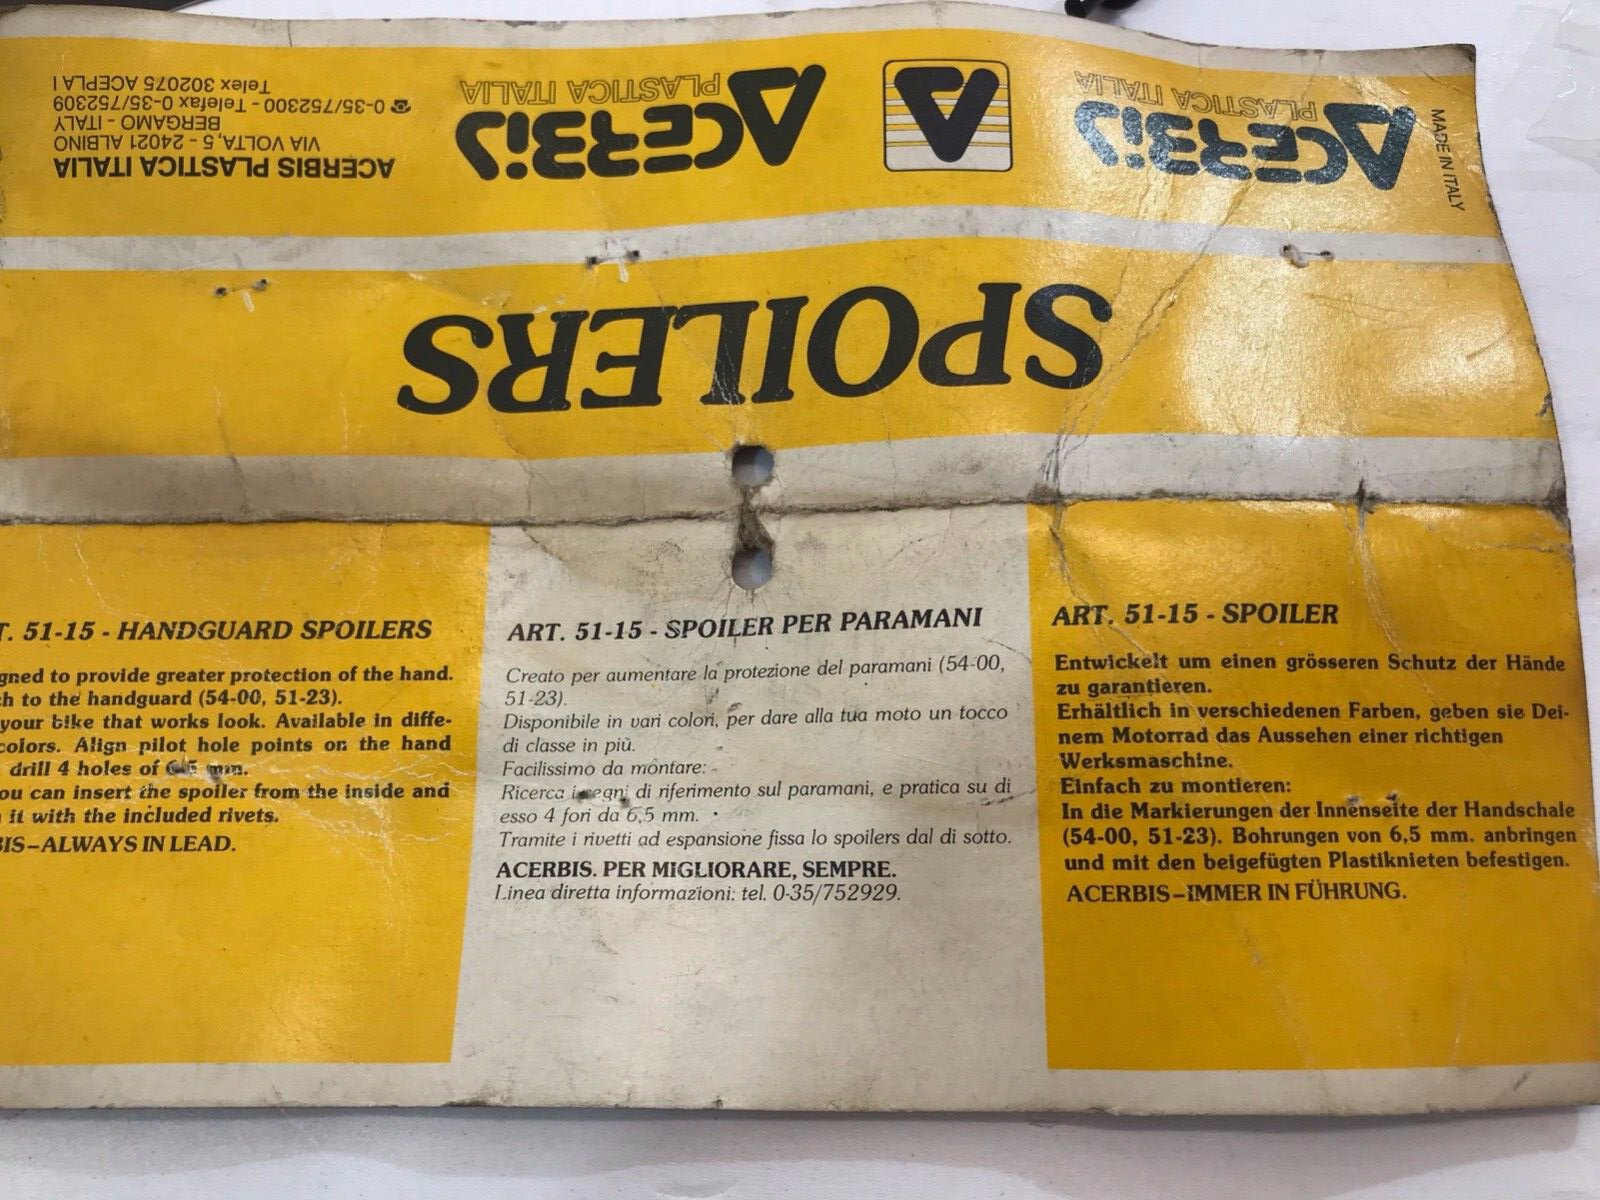 MADE IN ITALY
ACERBIS
PLASTICA ITALIA
A
ACERBIS
PLASTICA ITALIA
ACERBIS PLASTICA ITALIA
VIA VOLTA, 5 - 24021 ALBINO
BERGAMO - ITALY
☎ 0-35/752300 - Telefax 0-35/752309
Telex 302075 ACEPLA I
SPOILERS
51-15 - HANDGUARD SPOILERS
to provide greater protection of the hand.
to the handguard (54-00, 51-23).
your bike that works look. Available in diffe-
colors. Align pilot hole points on the hand
drill 4 holes of mm.
you can insert the spoiler from the inside and
it with the included rivets.
–ALWAYS IN LEAD.
ART. 51-15 - SPOILER PER PARAMANI
Creato per aumentare la protezione del paramani (54-00,
51-23).
Disponibile in vari colori, per dare alla tua moto un tocco
di classe in più.
Facilissimo da montare:
Ricerca di riferimento sul paramani, e pratica su di
esso 4 fori da 6,5 mm.
Tramite i rivetti ad espansione fissa lo spoilers dal di sotto.
ACERBIS. PER MIGLIORARE, SEMPRE.
Linea diretta informazioni: tel. 0-35/752929.
ART. 51-15 - SPOILER
Entwickelt um einen grösseren Schutz der Hände
zu garantieren.
Erhältlich in verschiedenen Farben, geben sie Dei-
nem Motorrad das Aussehen einer richtigen
Werksmaschine.
Einfach zu montieren:
In die Markierungen der Innenseite der Handschale
(54-00, 51-23). Bohrungen von 6,5 mm. anbringen
und mit den beigefügten Plastiknieten befestigen.
ACERBIS–IMMER IN FÜHRUNG.